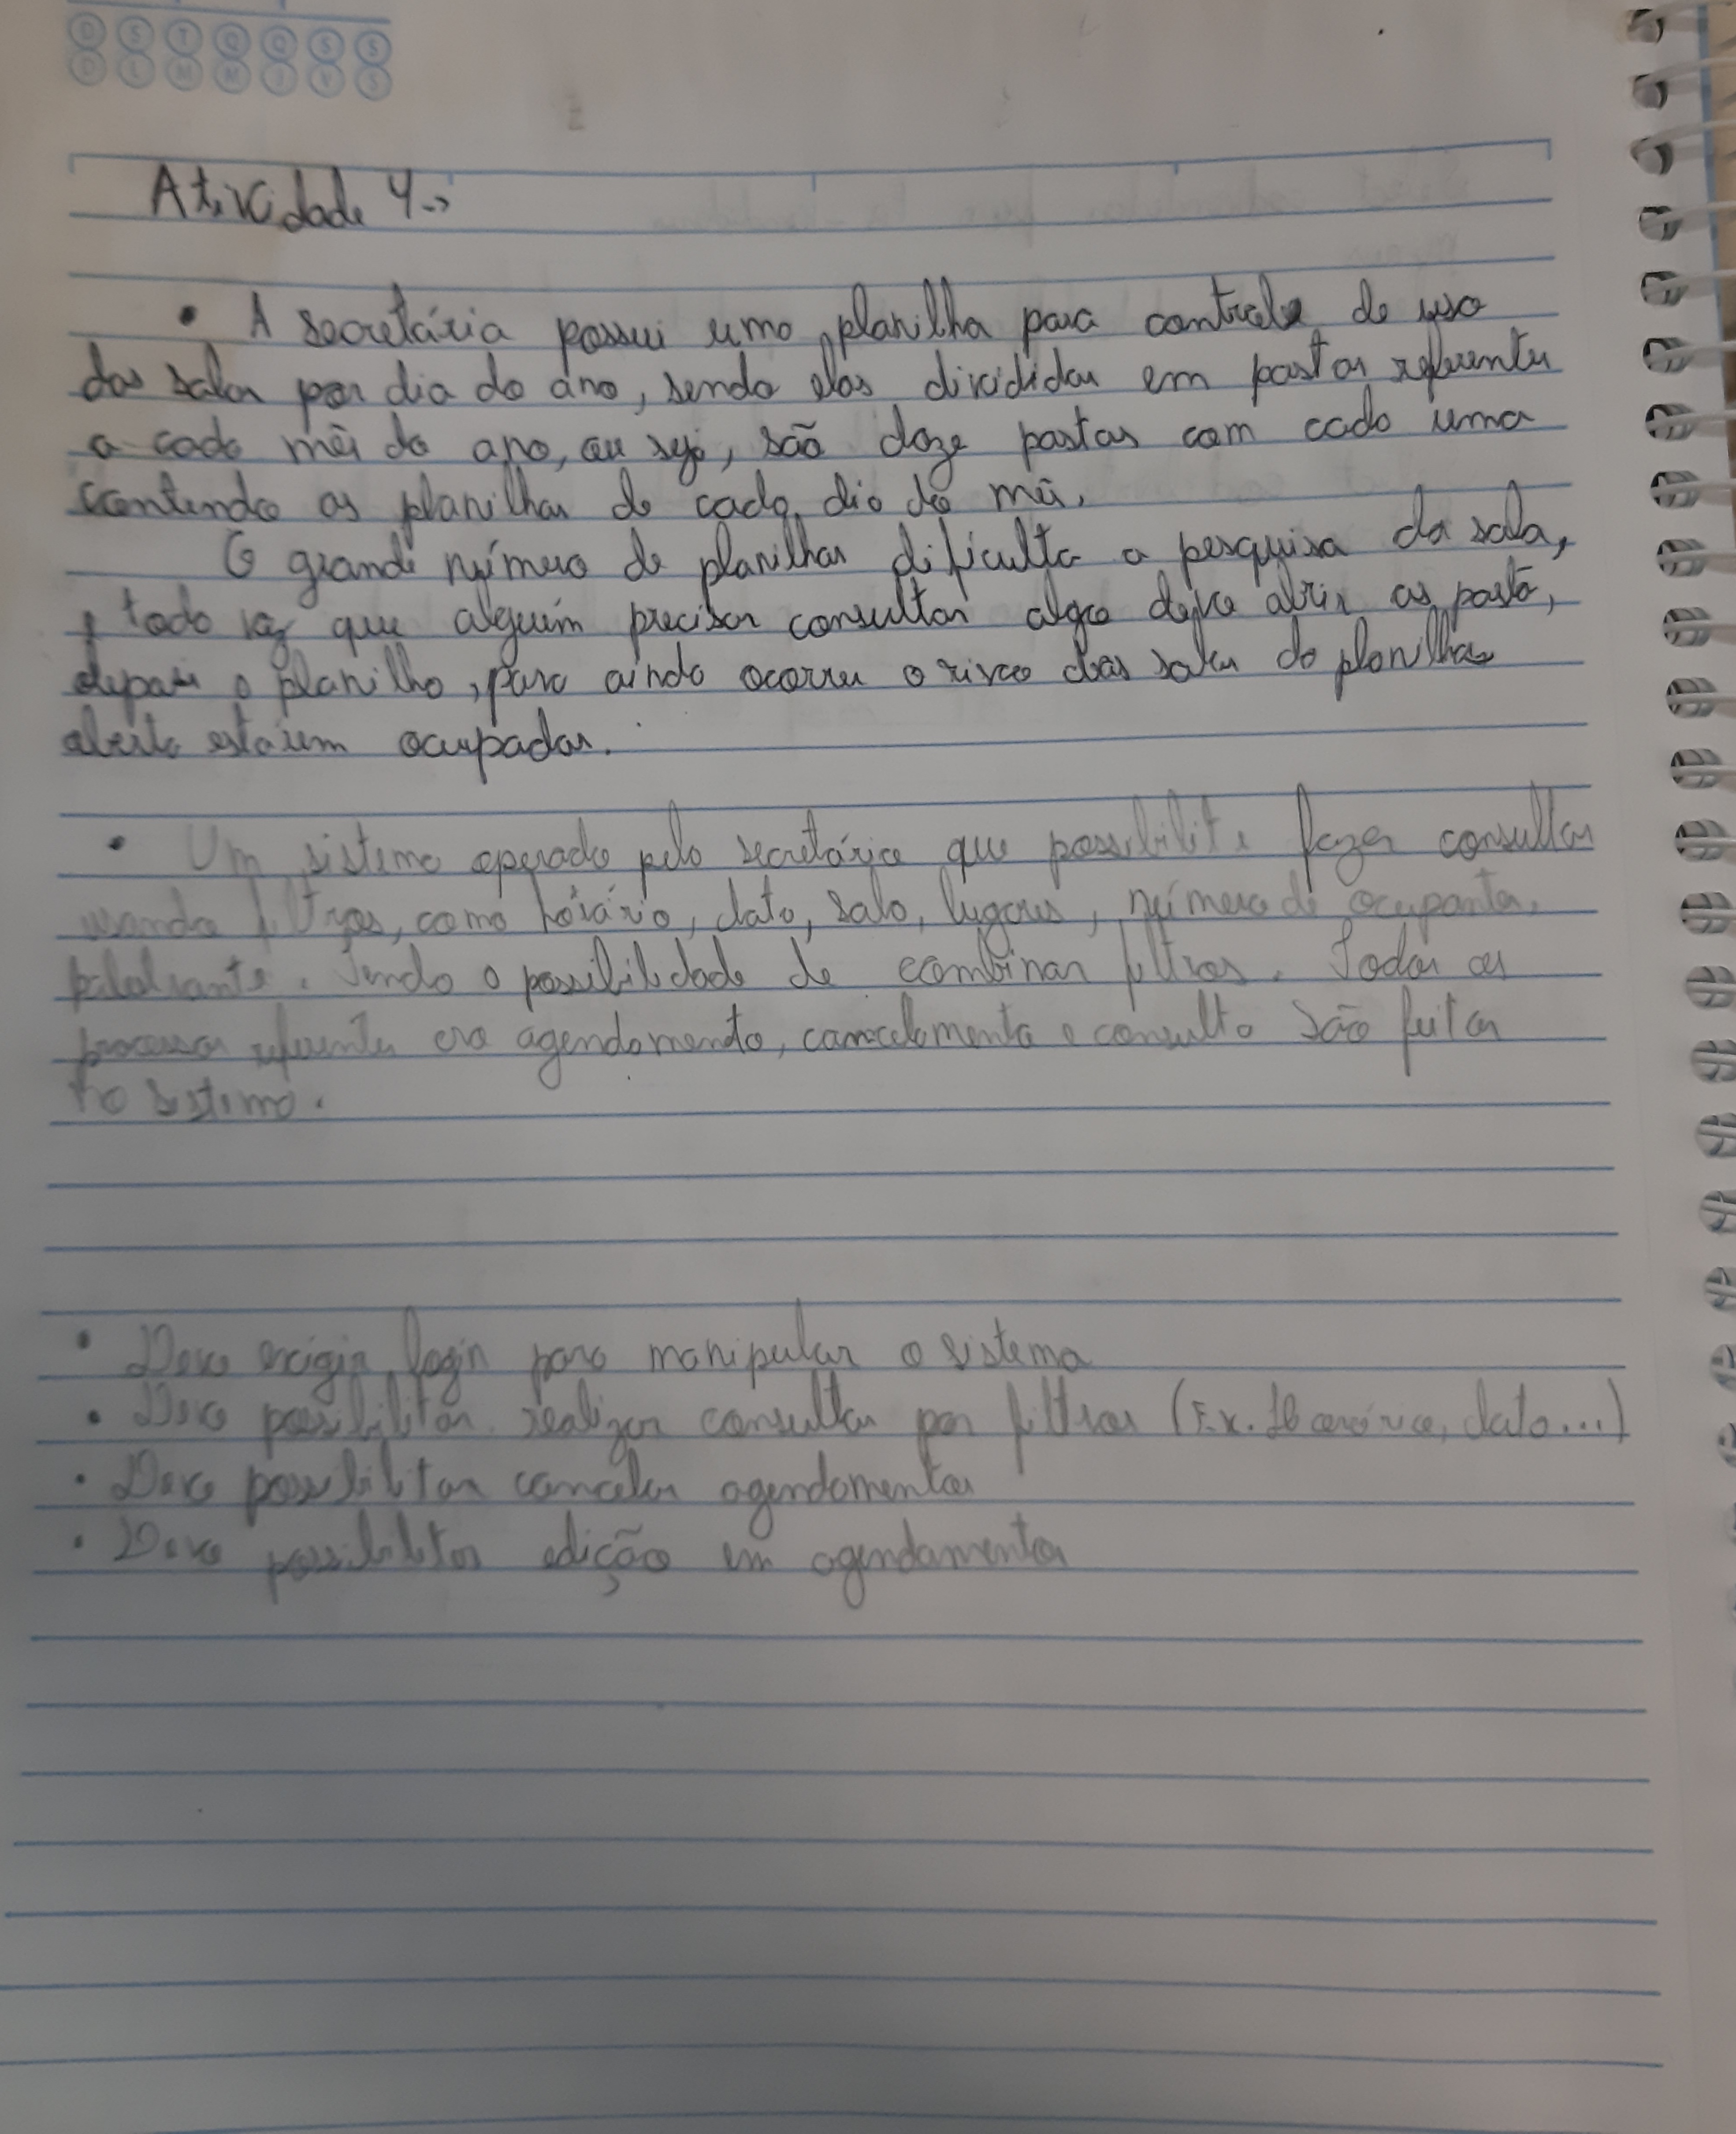 D S T Q Q S S
D L M M J V S
Atividade 4->
• A secretária possui uma planilha para controle de uso
das salas por dia do ano, sendo elas divididas em pastas referentes
a cada mês do ano, ou seja, são doze pastas com cada uma
contendo as planilhas de cada dia do mês.
O grande número de planilhas dificulta a pesquisa da sala,
e toda vez que alguém precisar consultar algo deve abrir as pasta,
depois a planilha, para ainda ocorrer o risco das salas da planilha
aberta estarem ocupadas.
• Um sistema operado pela secretária que possibilite fazer consultas
usando filtros, como horário, data, sala, lugares, número de ocupantes,
palestrante. Tendo a possibilidade de combinar filtros. Todos os
processos referentes ao agendamento, cancelamento e consulta são feitos
no sistema.
• Deve exigir login para manipular o sistema
• Deve possibilitar realizar consultas por filtros (Ex. data...)
• Deve possibilitar cancelar agendamentos
• Deve possibilitar edição em agendamentos